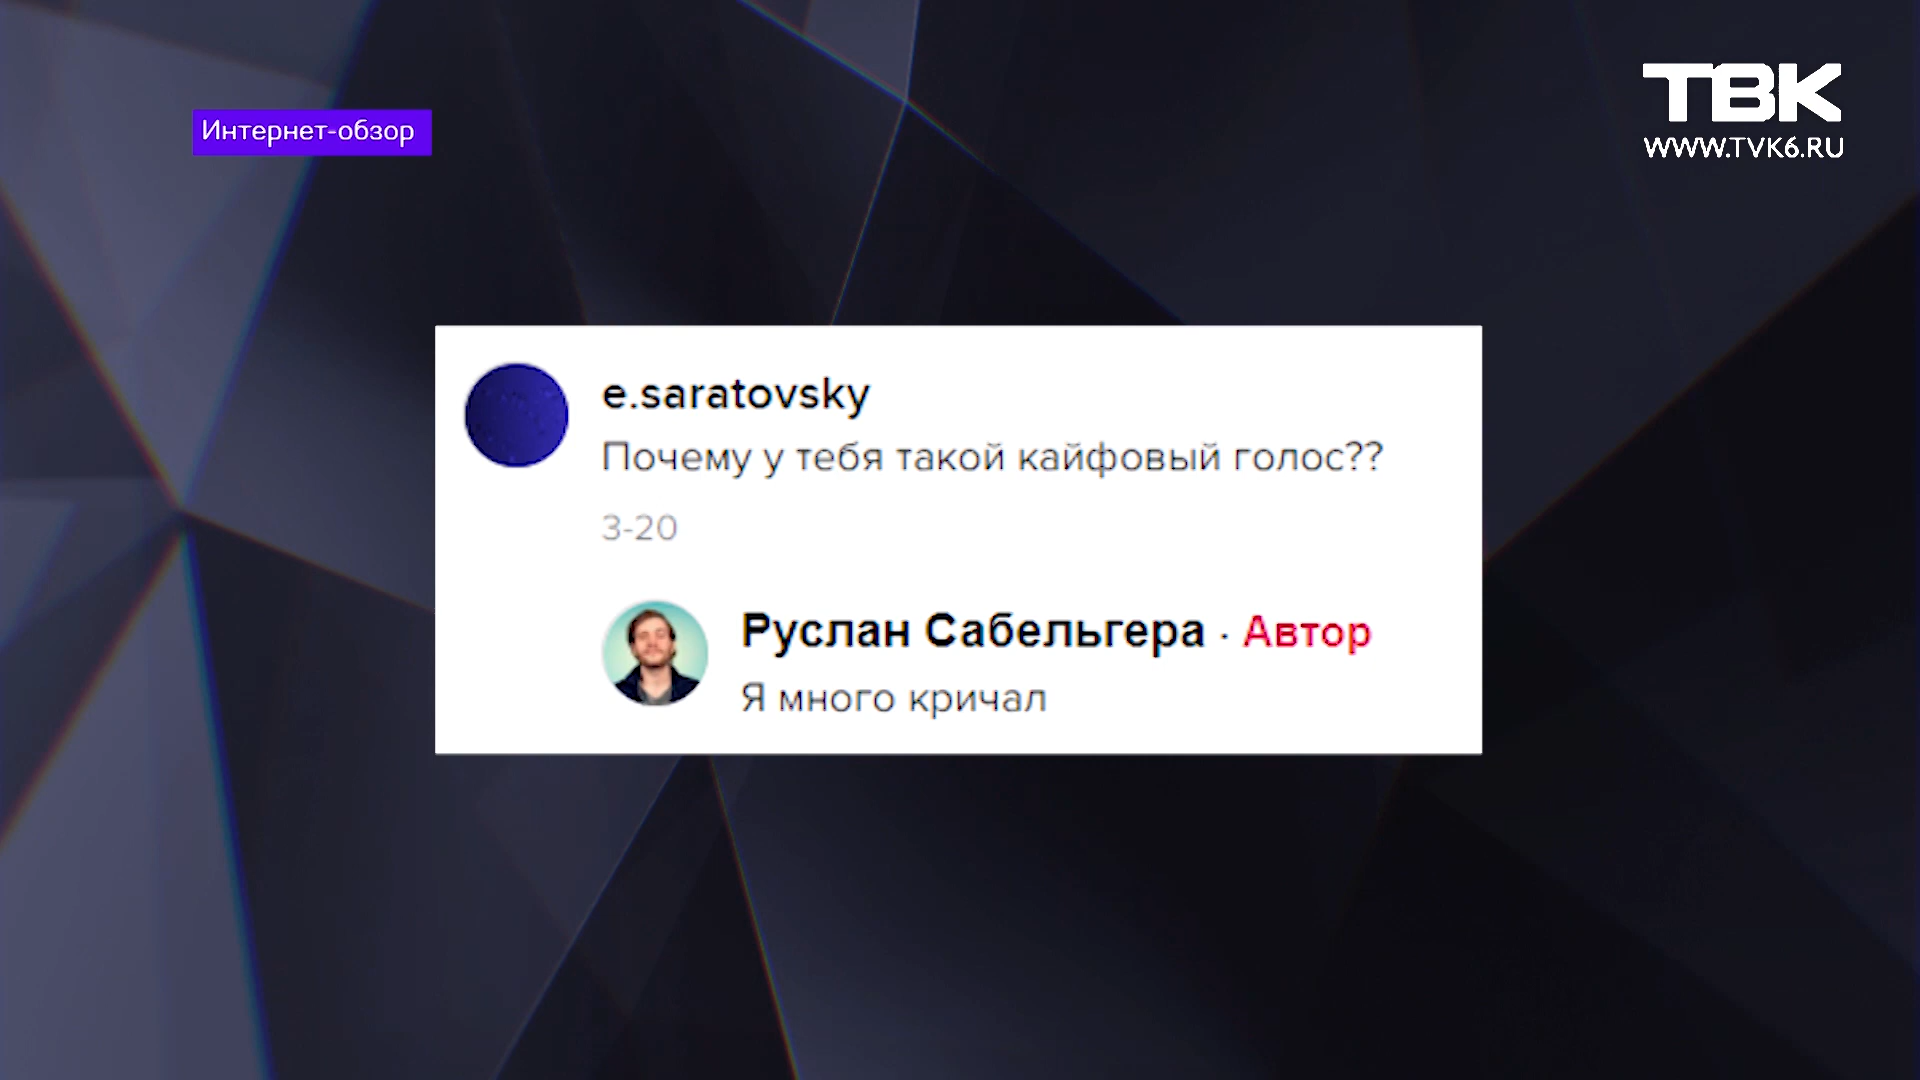 ТВК
WWW.TVK6.RU
Интернет-обзор
e.saratovsky
Почему у тебя такой кайфовый голос??
3-20
Руслан Сабельгера · Автор
Я много кричал